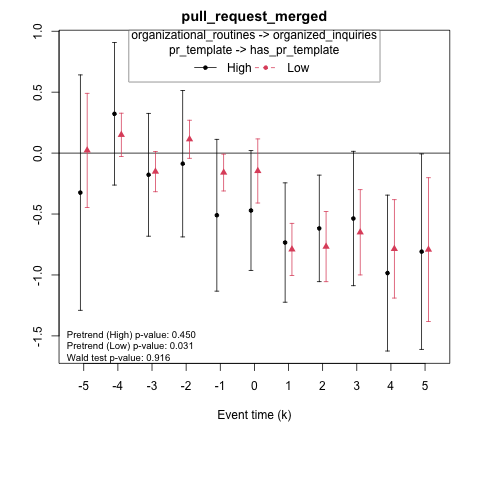 pull_request_merged
organizational_routines -> organized_inquiries
pr_template -> has_pr_template
High Low
1.0
0.5
0.0
-0.5
-1.0
-1.5
Pretrend (High) p-value: 0.450
Pretrend (Low) p-value: 0.031
Wald test p-value: 0.916
-5 -4 -3 -2 -1 0 1 2 3 4 5
Event time (k)